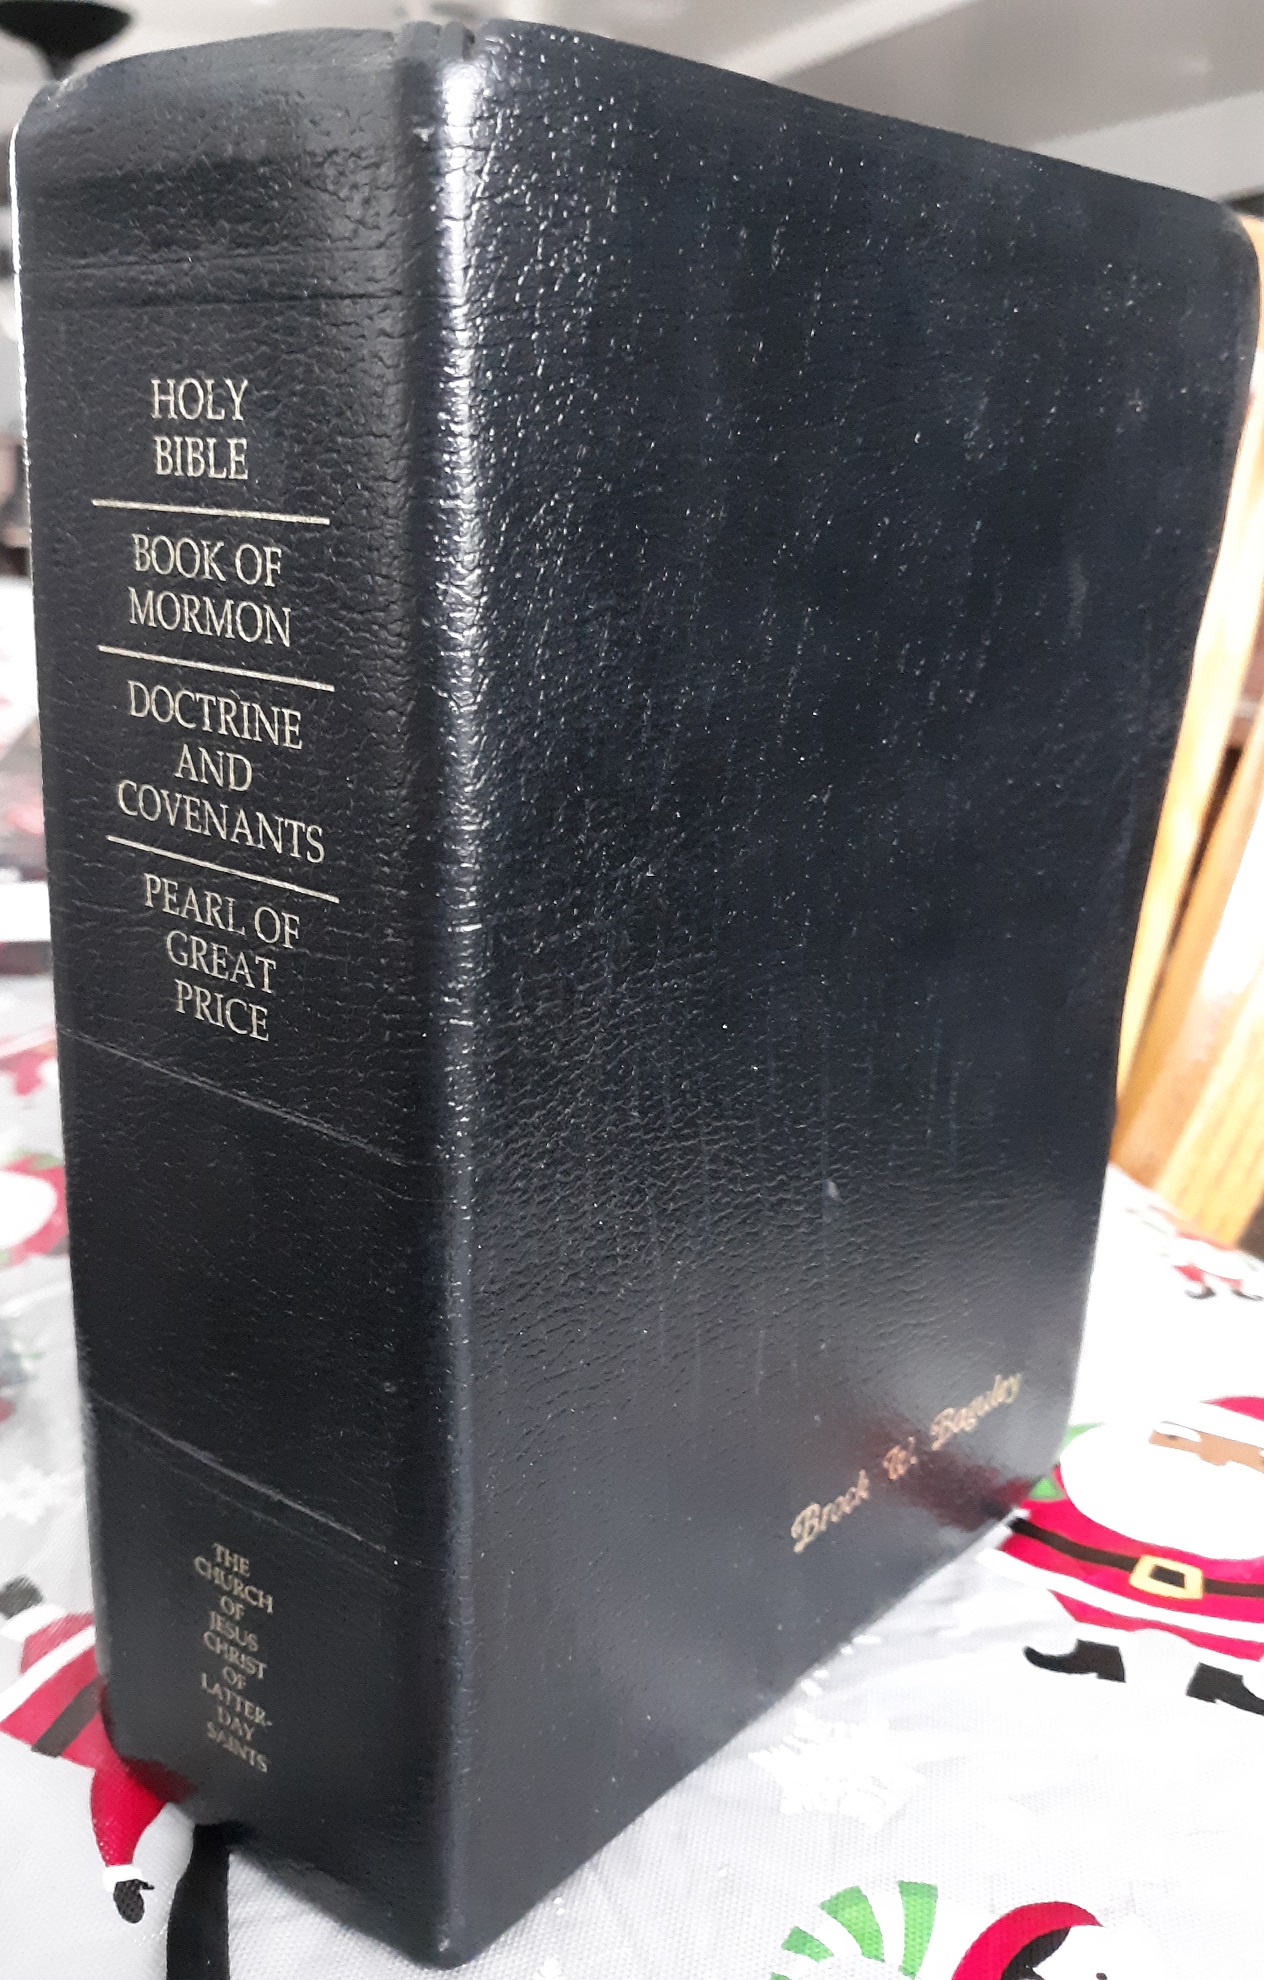 HOLY
BIBLE
BOOK OF
MORMON
DOCTRINE
AND
COVENANTS
PEARL OF
GREAT
PRICE
THE
CHURCH
OF
JESUS
CHRIST
OF
LATTER-
DAY
SAINTS
Brock W. Baguley